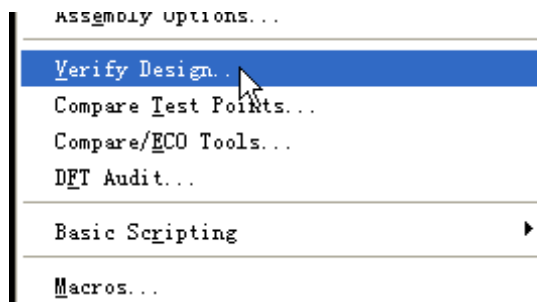 Assembly Options...
Verify Design..
Compare Test Points...
Compare/ECO Tools...
DFT Audit...
Basic Scripting
Macros...